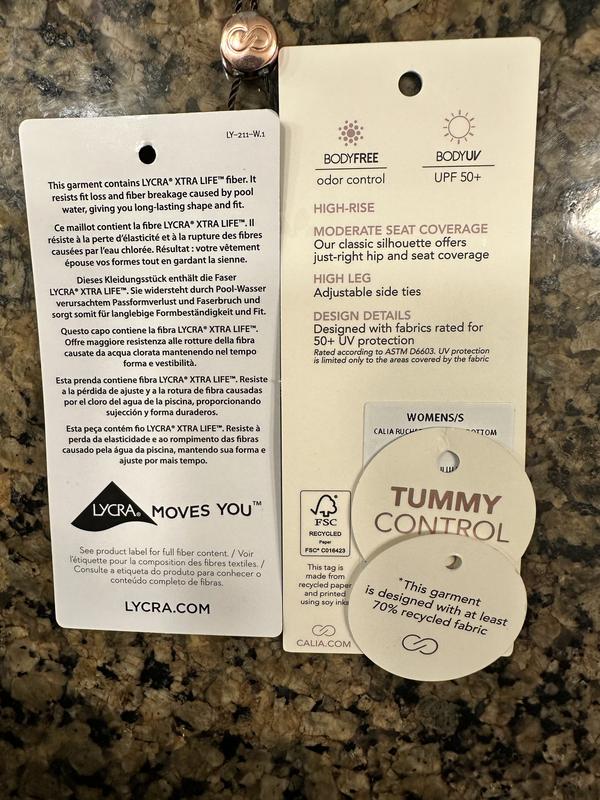 LY-211-W.1
This garment contains LYCRA® XTRA LIFE™ fiber. It
resists fit loss and fiber breakage caused by pool
water, giving you long-lasting shape and fit.
Ce maillot contient la fibre LYCRA® XTRA LIFE™. Il
résiste à la perte d'élasticité et à la rupture des fibres
causées par l'eau chlorée. Résultat : votre vêtement
épouse vos formes tout en gardant la sienne.
Dieses Kleidungsstück enthält die Faser
LYCRA® XTRA LIFE™. Sie widersteht durch Pool-Wasser
verursachtem Passformverlust und Faserbruch und
sorgt somit für langlebige Formbeständigkeit und Fit.
Questo capo contiene la fibra LYCRA® XTRA LIFE™.
Offre maggiore resistenza alle rotture della fibra
causate da acqua clorata mantenendo nel tempo
forma e vestibilità.
Esta prenda contiene fibra LYCRA® XTRA LIFE™. Resiste
a la pérdida de ajuste y a la rotura de fibra causadas
por el cloro del agua de la piscina, proporcionando
sujeción y forma duraderos.
Esta peça contém fio LYCRA® XTRA LIFE™. Resiste à
perda da elasticidade e ao rompimento das fibras
causado pela água da piscina, mantendo sua forma e
ajuste por mais tempo.
LYCRA® MOVES YOU™
See product label for full fiber content. / Voir
l'étiquette pour la composition des fibres textiles. /
Consulte a etiqueta do produto para conhecer o
conteúdo completo de fibras.
LYCRA.COM
BODYFREE
odor control
BODYUV
UPF 50+
HIGH-RISE
MODERATE SEAT COVERAGE
Our classic silhouette offers
just-right hip and seat coverage
HIGH LEG
Adjustable side ties
DESIGN DETAILS
Designed with fabrics rated for
50+ UV protection
Rated according to ASTM D6603. UV protection
is limited only to the areas covered by the fabric
WOMENS/S
CALIA OTTOM
FSC
RECYCLED
Paper
FSC® C016423
This tag is
made from
recycled paper
and printed
using soy inks
CALIA.COM
TUMMY
CONTROL
*This garment
is designed with at least
70% recycled fabric